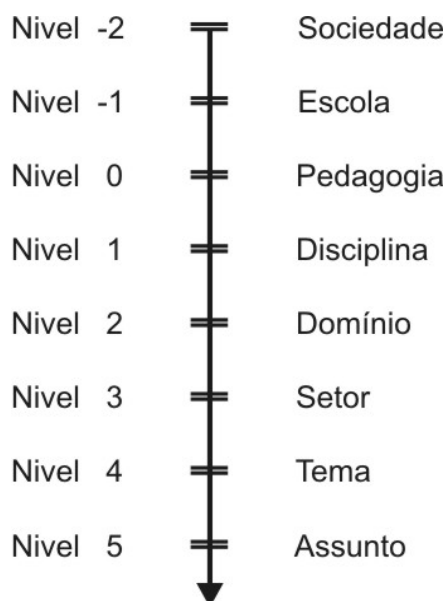 Nivel -2 Sociedade
Nivel -1 Escola
Nivel 0 Pedagogia
Nivel 1 Disciplina
Nivel 2 Domínio
Nivel 3 Setor
Nivel 4 Tema
Nivel 5 Assunto